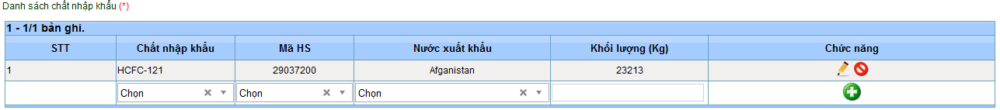 Danh sách chất nhập khẩu (*)
1 - 1/1 bản ghi.
STT Chất nhập khẩu Mã HS Nước xuất khẩu Khối lượng (Kg) Chức năng
1 HCFC-121 29037200 Afganistan 23213
Chọn Chọn Chọn